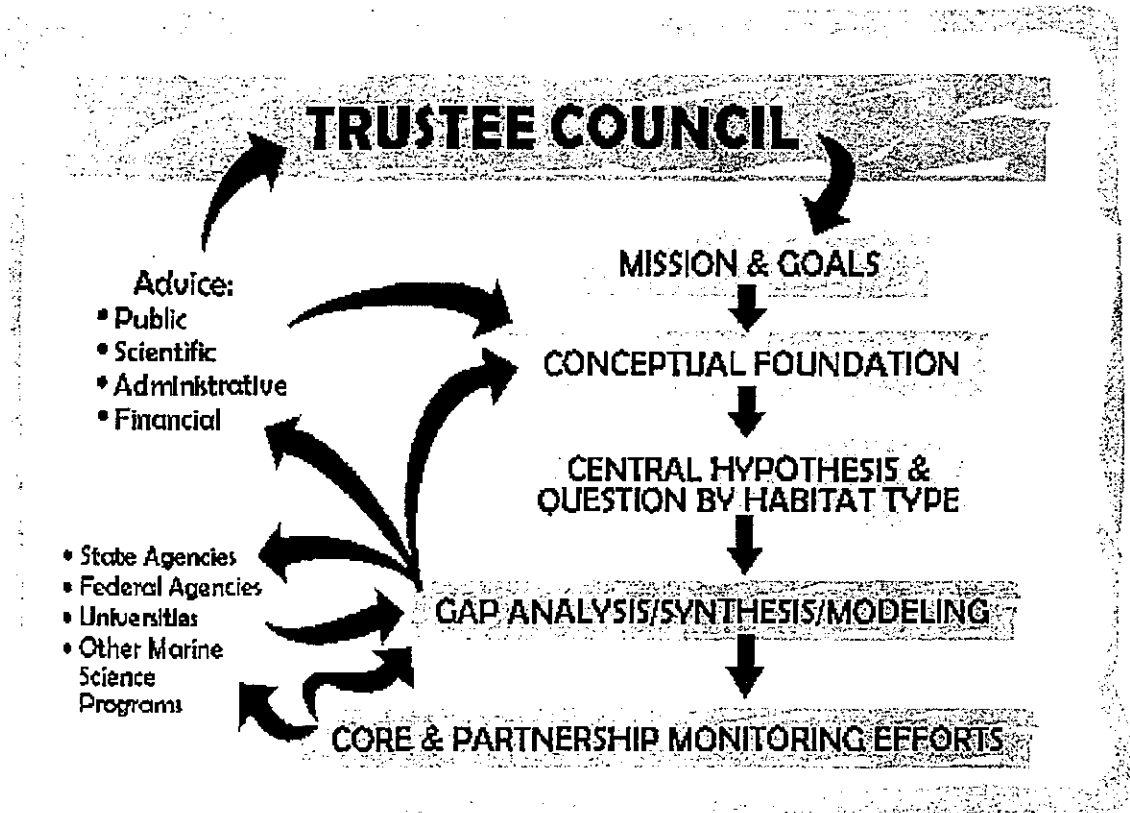 TRUSTEE COUNCIL
MISSION & GOALS
Advice:
• Public
• Scientific
• Administrative
• Financial
CONCEPTUAL FOUNDATION
CENTRAL HYPOTHESIS &
QUESTION BY HABITAT TYPE
• State Agencies
• Federal Agencies
• Universities
• Other Marine
Science
Programs
GAP ANALYSIS/SYNTHESIS/MODELING
CORE & PARTNERSHIP MONITORING EFFORTS